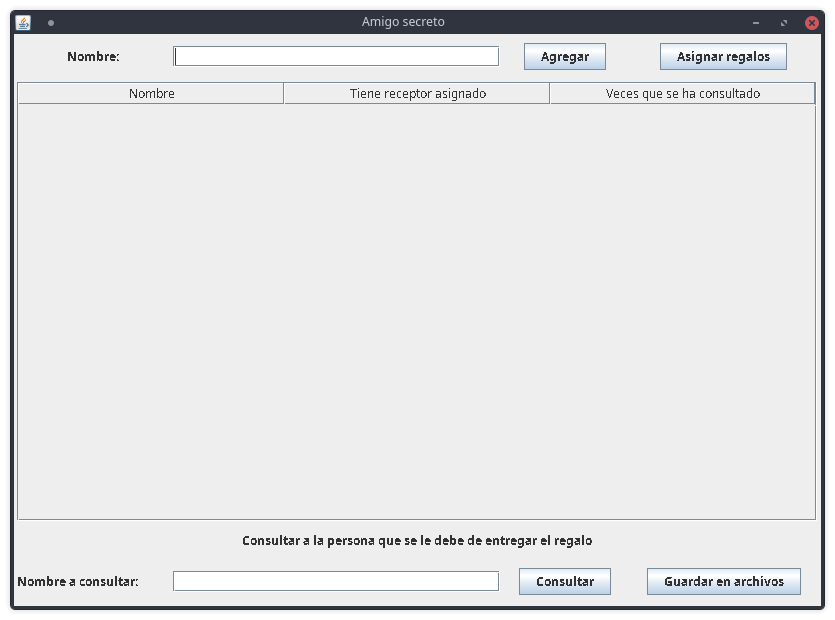 Amigo secreto
Nombre: Agregar Asignar regalos
Nombre Tiene receptor asignado Veces que se ha consultado
Consultar a la persona que se le debe de entregar el regalo
Nombre a consultar: Consultar Guardar en archivos